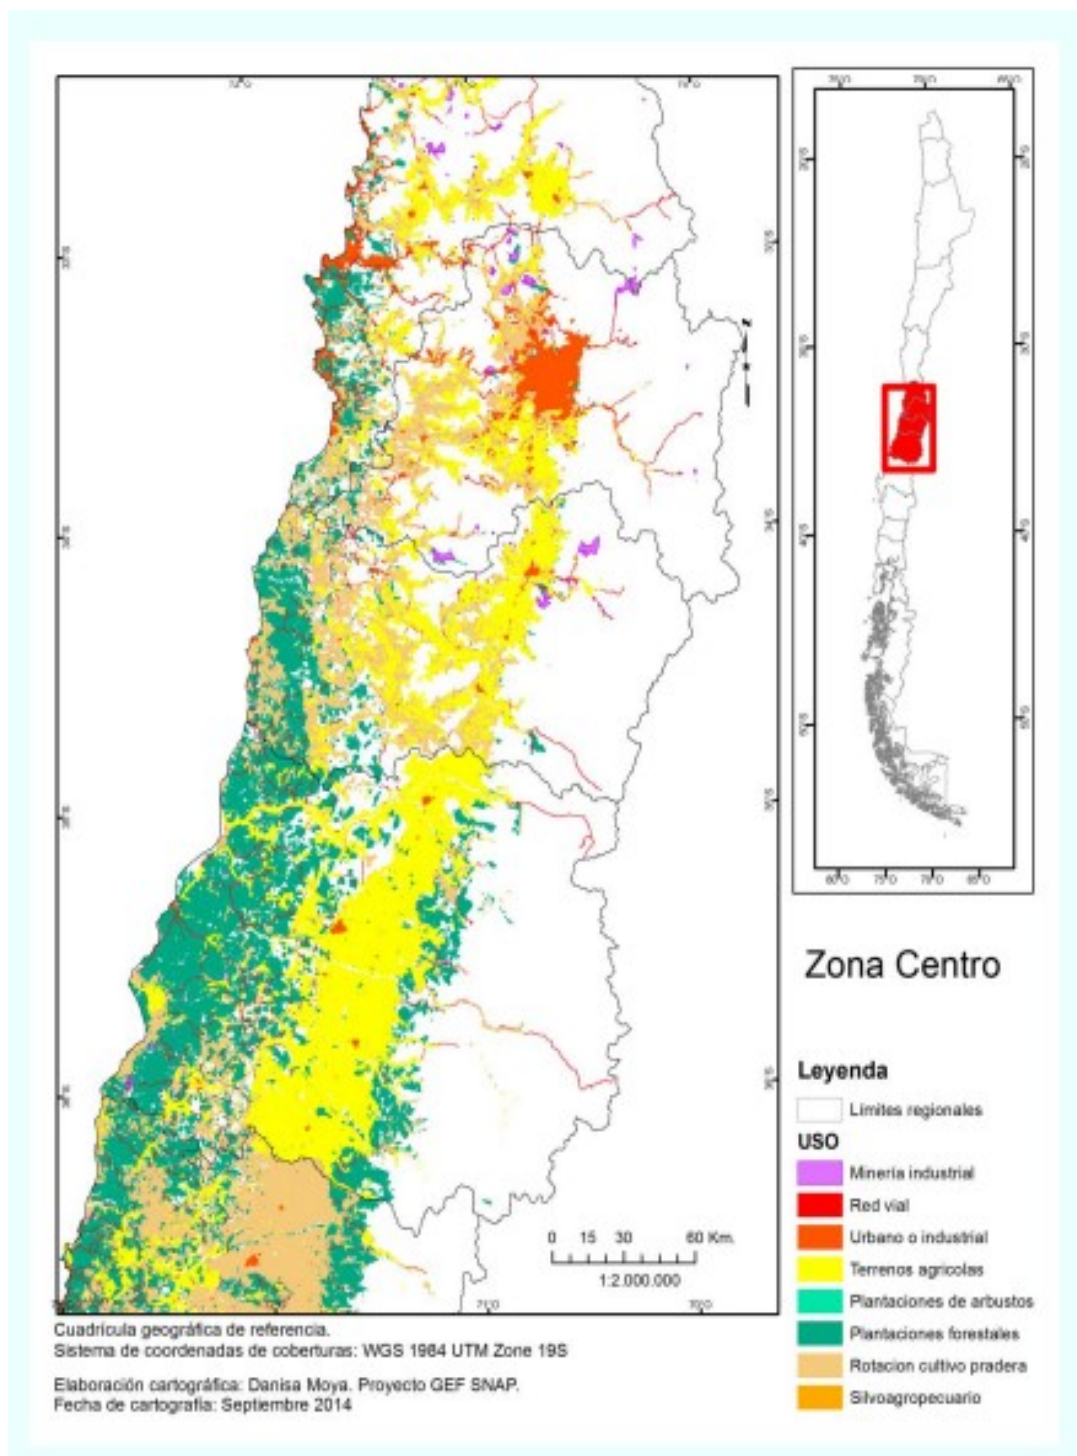 Zona Centro
Leyenda
Limites regionales
USO
Minería industrial
Red vial
Urbano o industrial
Terrenos agricolas
Plantaciones de arbustos
Plantaciones forestales
Rotacion cultivo pradera
Silvoagropecuario
0 15 30 60 Km.
1:2.000.000
Cuadrícula geográfica de referencia.
Sistema de coordenadas de coberturas: WGS 1984 UTM Zone 19S
Elaboración cartográfica: Danisa Moya. Proyecto GEF SNAP.
Fecha de cartografía: Septiembre 2014